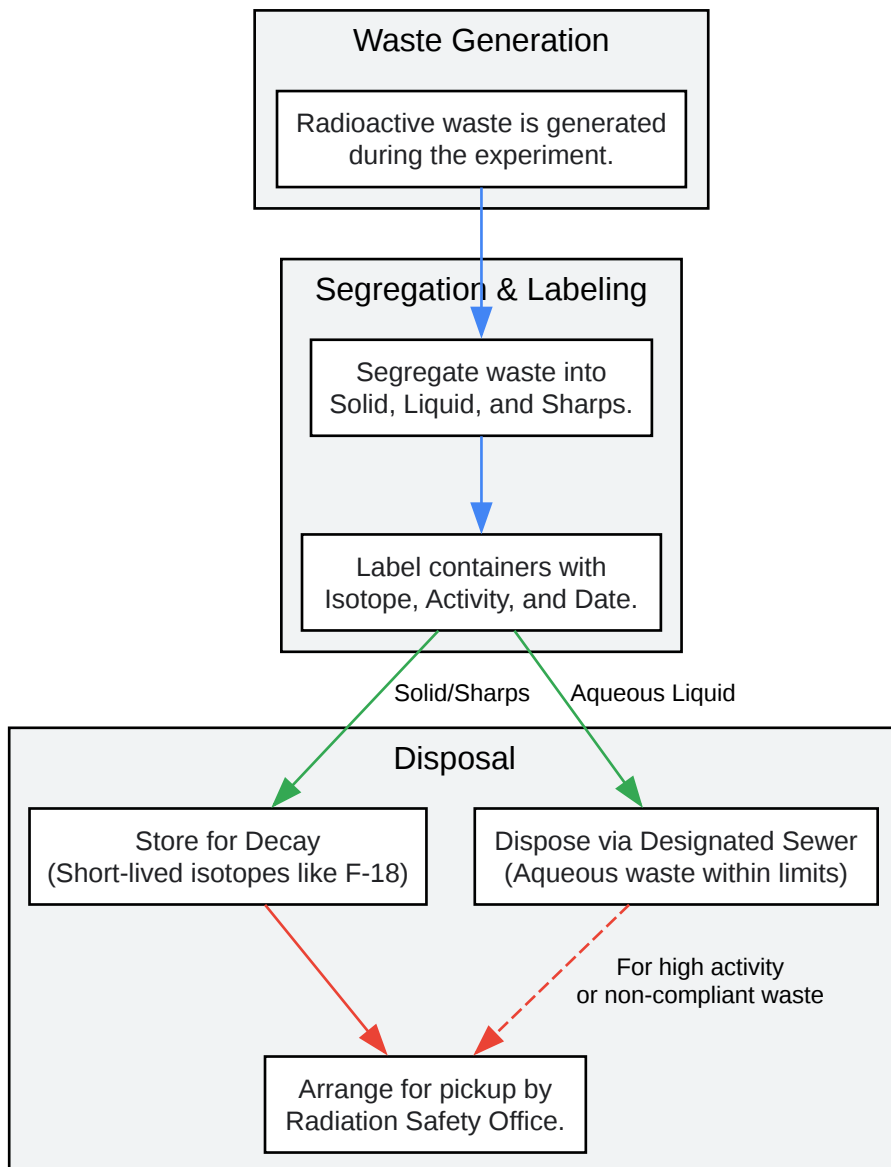 Waste Generation
Radioactive waste is generated
during the experiment.
Segregation & Labeling
Segregate waste into
Solid, Liquid, and Sharps.
Label containers with
Isotope, Activity, and Date.
Solid/Sharps
Aqueous Liquid
Disposal
Store for Decay
(Short-lived isotopes like F-18)
Dispose via Designated Sewer
(Aqueous waste within limits)
For high activity
or non-compliant waste
Arrange for pickup by
Radiation Safety Office.